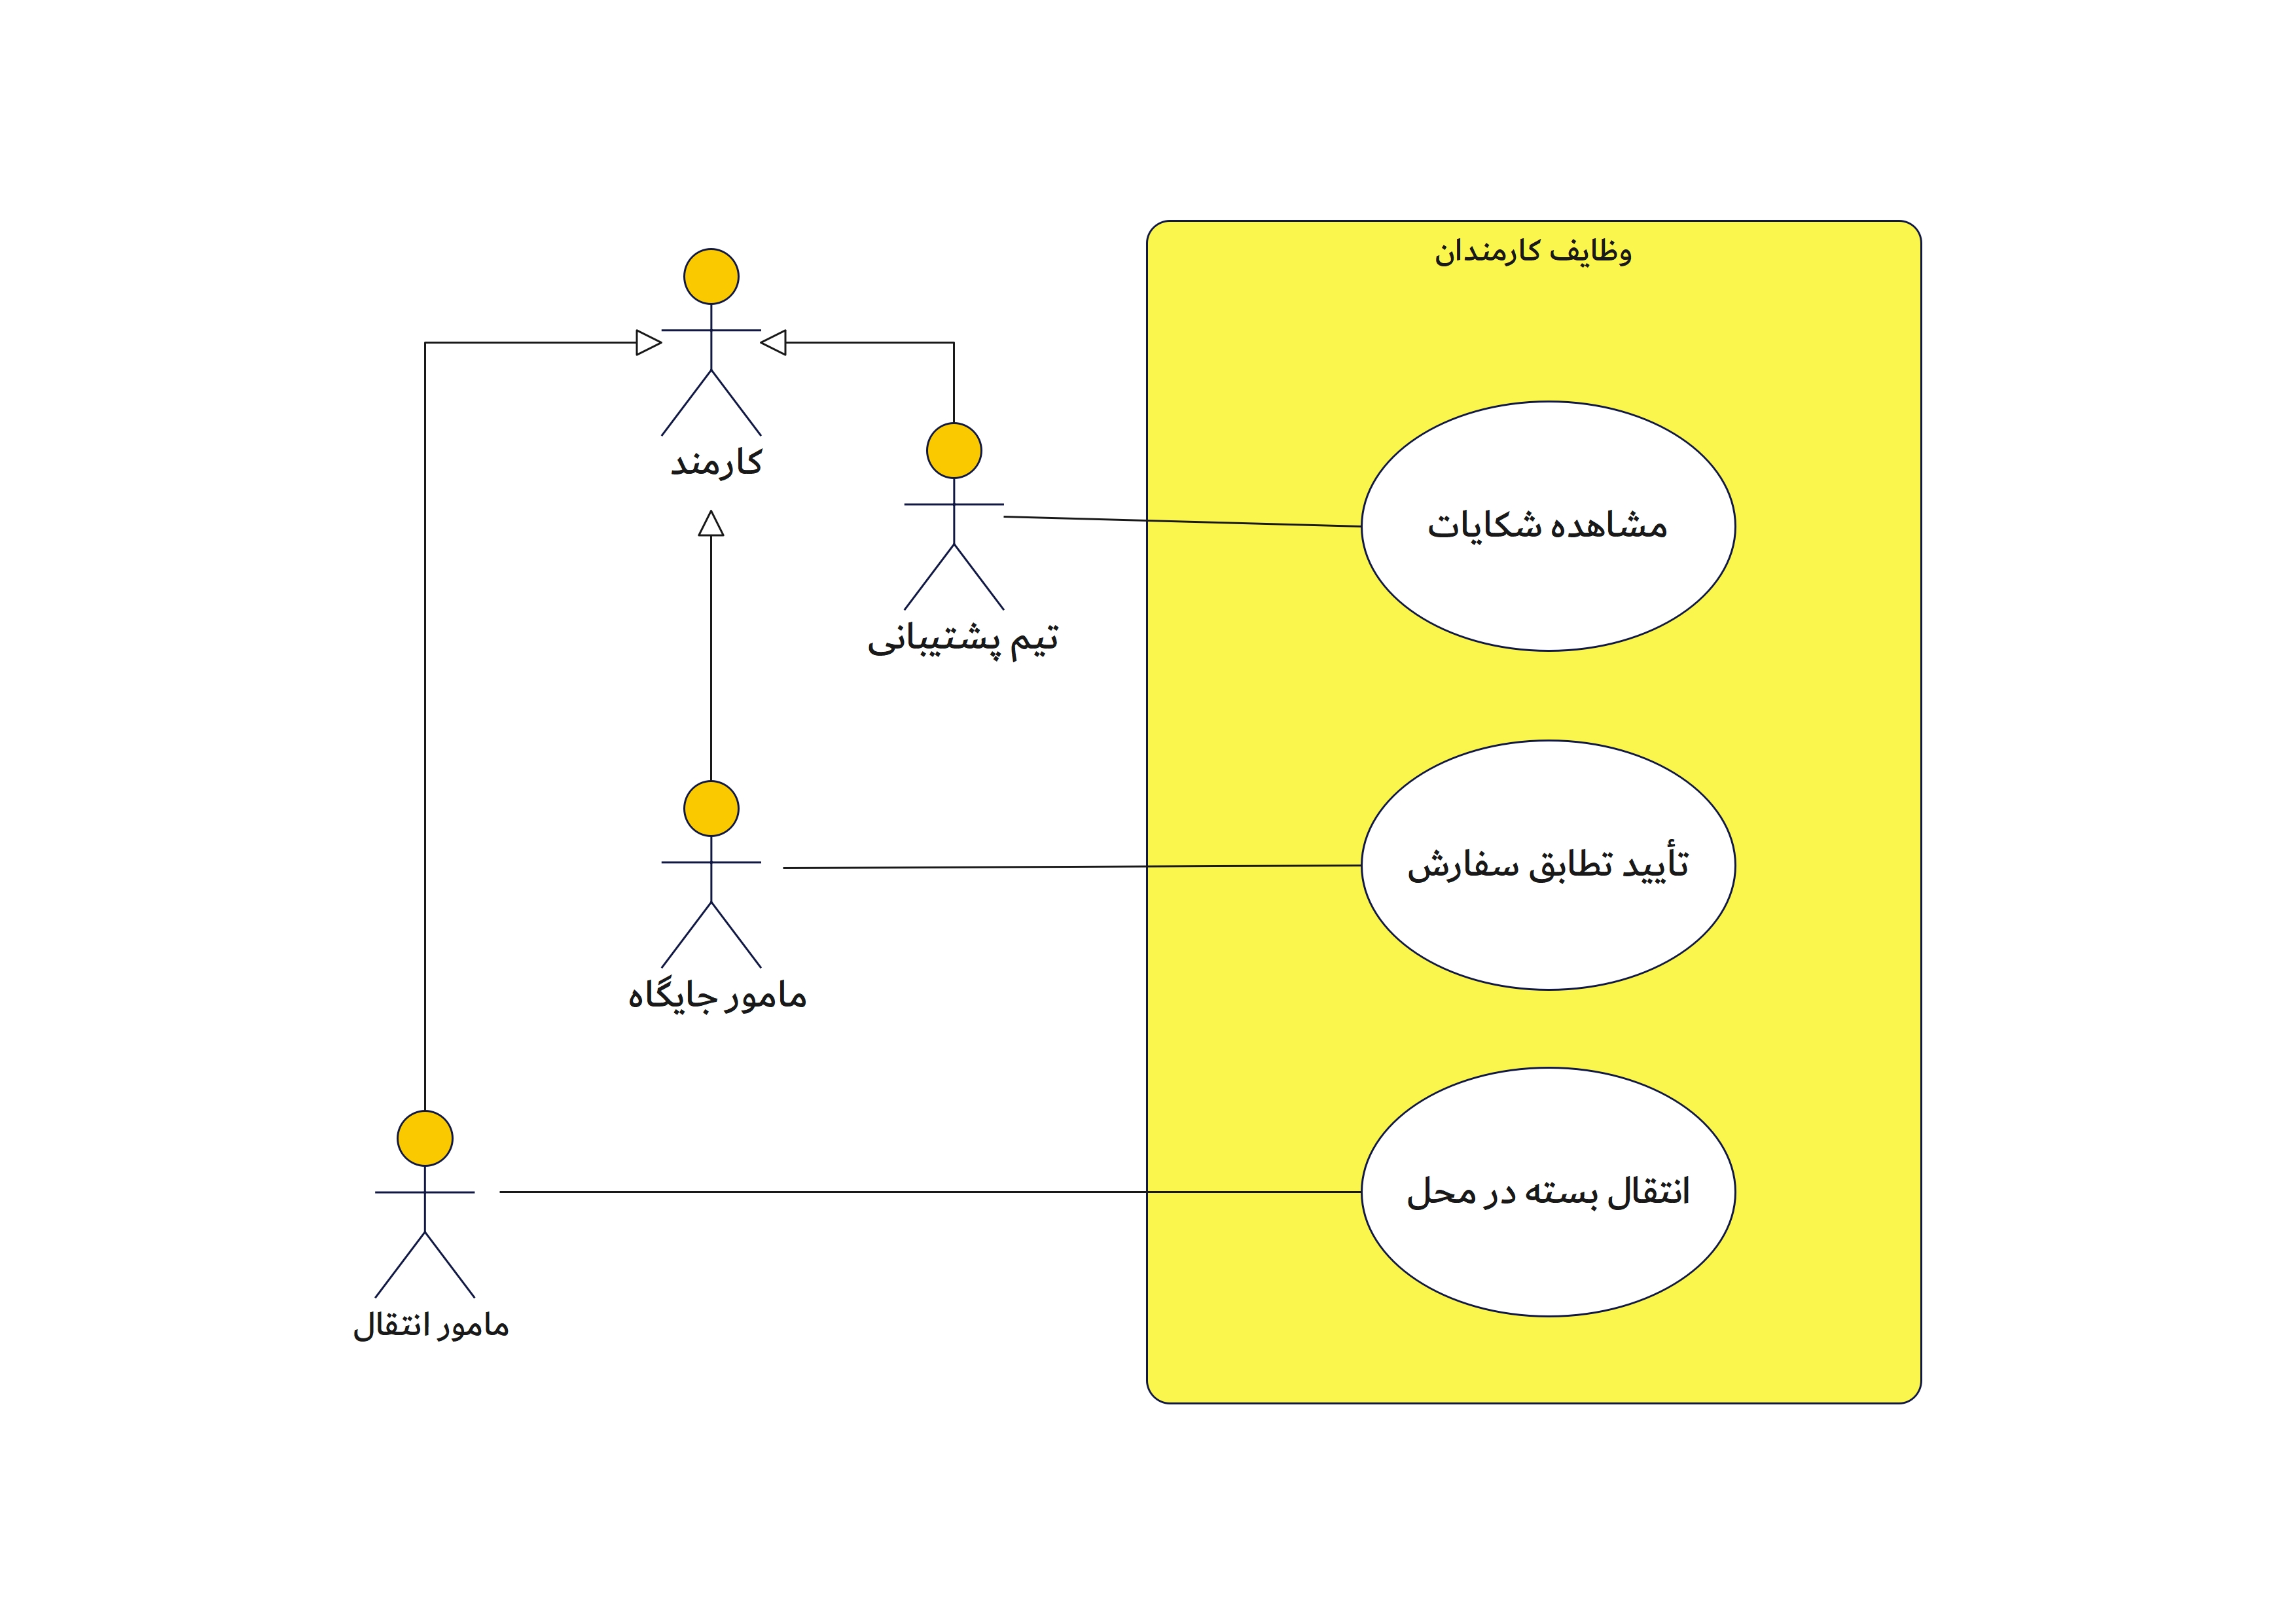 وظایف کارمندان
کارمند
مشاهده شکایات
تیم پشتیبانی
تأیید تطابق سفارش
مامور جایگاه
انتقال بسته در محل
مامور انتقال